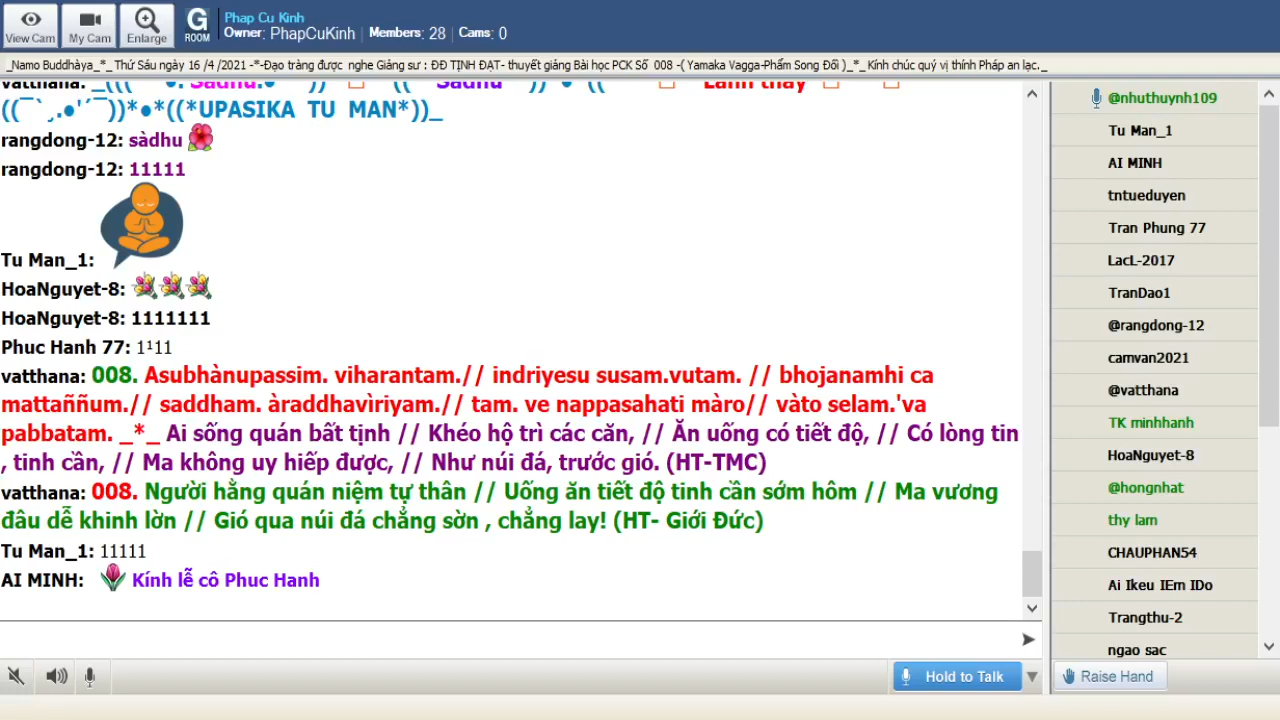 View Cam
My Cam
Enlarge
G
ROOM
Phap Cu Kinh
Owner: PhapCuKinh | Members: 28 | Cams: 0
_Namo Buddhàya_*_ Thứ Sáu ngày 16 /4 /2021 -*-Đạo tràng được nghe Giảng sư : ĐĐ TỊNH ĐẠT- thuyết giảng Bài học PCK Số 008 -( Yamaka Vagga-Phẩm Song Đối )_*_ Kính chúc quý vị thính Pháp an lạc._
vatthana: _(((¯`●. Sadhu.●´¯)) ((¯ Sadhu ¯)) ● ((¯ Lành thay
((¯`¸.●'´¯))*●*((*UPASIKA TU MAN*))_
rangdong-12: sàdhu
rangdong-12: 11111
Tu Man_1:
HoaNguyet-8:
HoaNguyet-8: 1111111
Phuc Hanh 77: 1¹11
vatthana: 008. Asubhànupassim. viharantam.// indriyesu susam.vutam. // bhojanamhi ca
mattaññum.// saddham. àraddhavìriyam.// tam. ve nappasahati màro// vàto selam.'va
pabbatam. _*_ Ai sống quán bất tịnh // Khéo hộ trì các căn, // Ăn uống có tiết độ, // Có lòng tin
, tinh cần, // Ma không uy hiếp được, // Như núi đá, trước gió. (HT-TMC)
vatthana: 008. Người hằng quán niệm tự thân // Uống ăn tiết độ tinh cần sớm hôm // Ma vương
đâu dễ khinh lờn // Gió qua núi đá chẳng sờn , chẳng lay! (HT- Giới Đức)
Tu Man_1: 11111
AI MINH: Kính lễ cô Phuc Hanh
Hold to Talk
@nhuthuynh109
Tu Man_1
AI MINH
tntueduyen
Tran Phung 77
LacL-2017
TranDao1
@rangdong-12
camvan2021
@vatthana
TK minhhanh
HoaNguyet-8
@hongnhat
thy lam
CHAUPHAN54
Ai Ikeu IEm IDo
Trangthu-2
ngao sac
Raise Hand